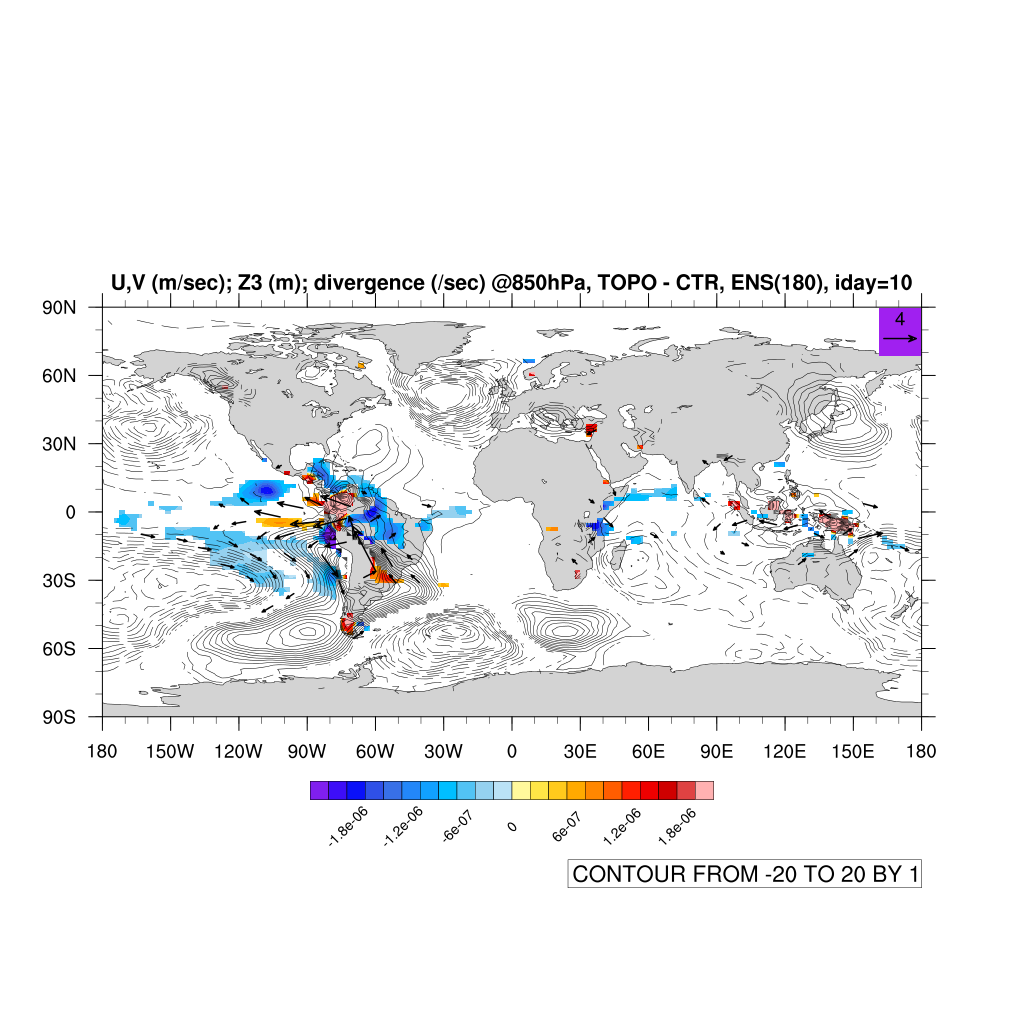 U,V (m/sec); Z3 (m); divergence (/sec) @850hPa, TOPO - CTR, ENS(180), iday=10
4
90N
60N
30N
0
30S
60S
90S
180 150W 120W 90W 60W 30W 0 30E 60E 90E 120E 150E 180
-1.8e-06 -1.2e-06 -6e-07 0 6e-07 1.2e-06 1.8e-06
CONTOUR FROM -20 TO 20 BY 1